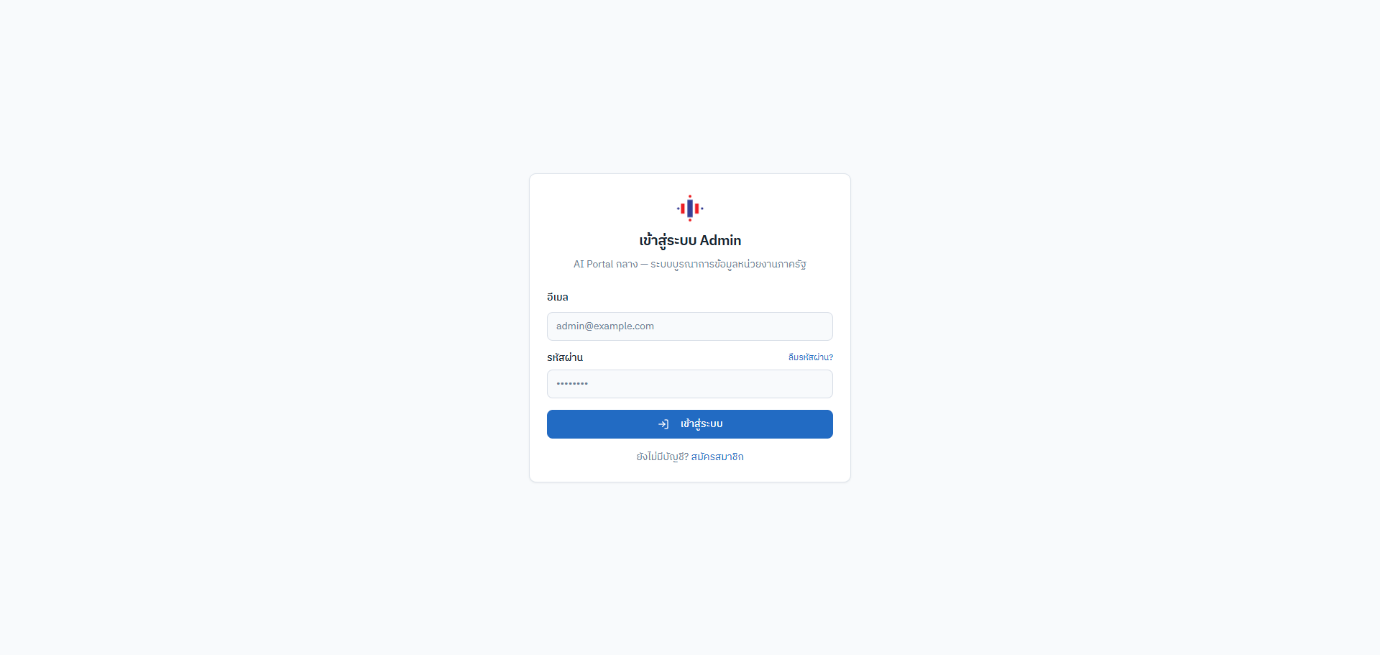 เข้าสู่ระบบ Admin
AI Portal กลาง — ระบบบูรณาการข้อมูลหน่วยงานภาครัฐ
อีเมล
admin@example.com
รหัสผ่าน ลืมรหัสผ่าน?
••••••••
เข้าสู่ระบบ
ยังไม่มีบัญชี? สมัครสมาชิก